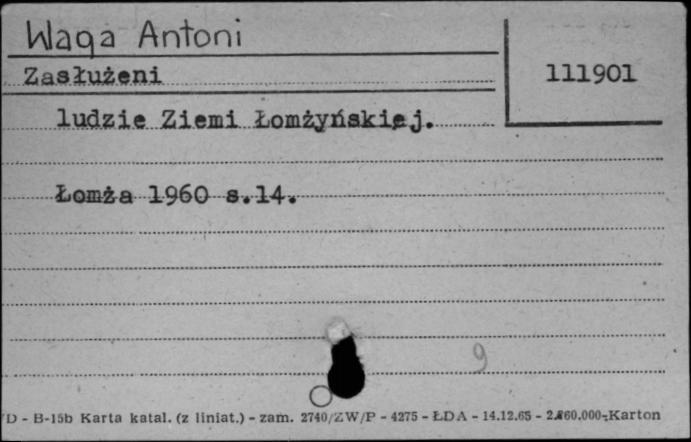 Waga Antoni
Zasłużeni
111901
ludzie Ziemi Łomżyńskiej.
Łomża 1960 s.14.
9
D - B-15b Karta katal. (z liniat.) - zam. 2740/ZW/P - 4275 - ŁDA - 14.12.65 - 2.860.000-Karton